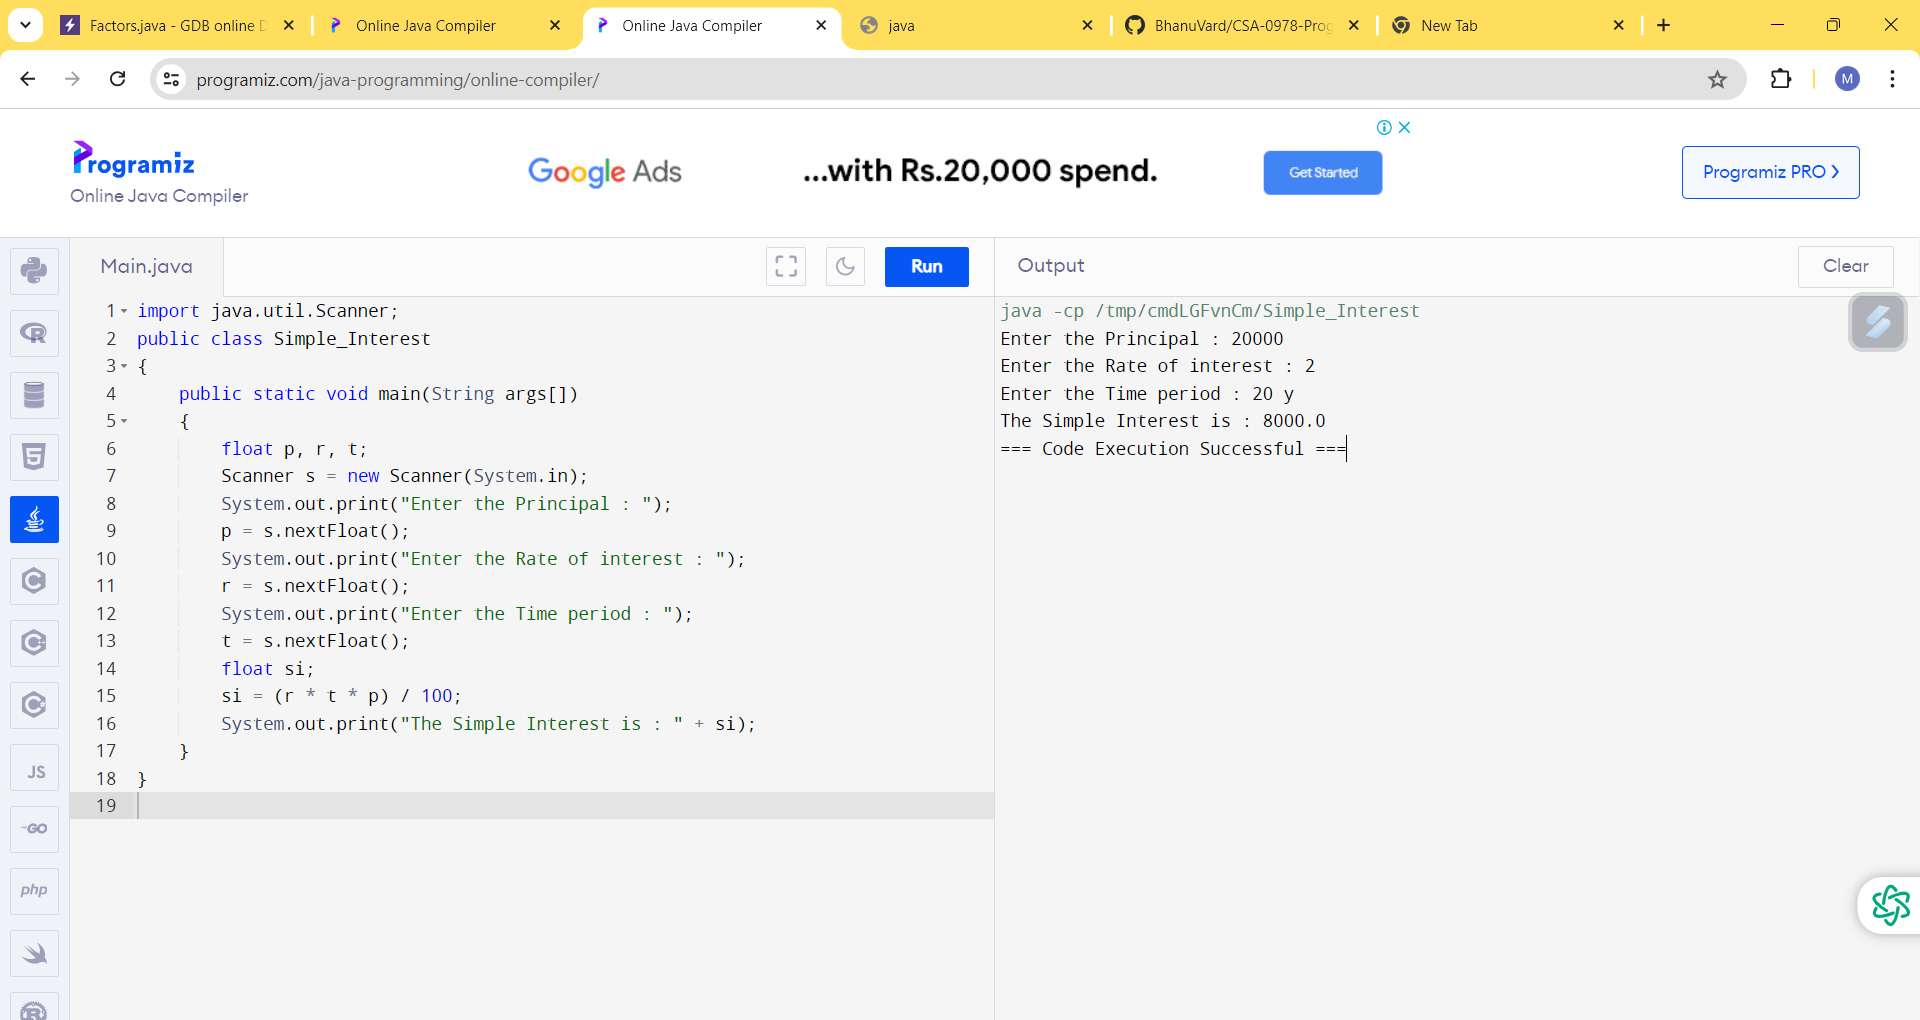 Factors.java - GDB online D
Online Java Compiler
Online Java Compiler
java
BhanuVard/CSA-0978-Prog
New Tab
programiz.com/java-programming/online-compiler/
M
Programiz
Online Java Compiler
Google Ads
...with Rs.20,000 spend.
Get Started
Programiz PRO ›
Main.java
Run
Output
Clear
1 import java.util.Scanner;
2 public class Simple_Interest
3 {
4 public static void main(String args[])
5 {
6 float p, r, t;
7 Scanner s = new Scanner(System.in);
8 System.out.print("Enter the Principal : ");
9 p = s.nextFloat();
10 System.out.print("Enter the Rate of interest : ");
11 r = s.nextFloat();
12 System.out.print("Enter the Time period : ");
13 t = s.nextFloat();
14 float si;
15 si = (r * t * p) / 100;
16 System.out.print("The Simple Interest is : " + si);
17 }
18 }
19
java -cp /tmp/cmdLGFvnCm/Simple_Interest
Enter the Principal : 20000
Enter the Rate of interest : 2
Enter the Time period : 20 y
The Simple Interest is : 8000.0
=== Code Execution Successful ===
JS
GO
php